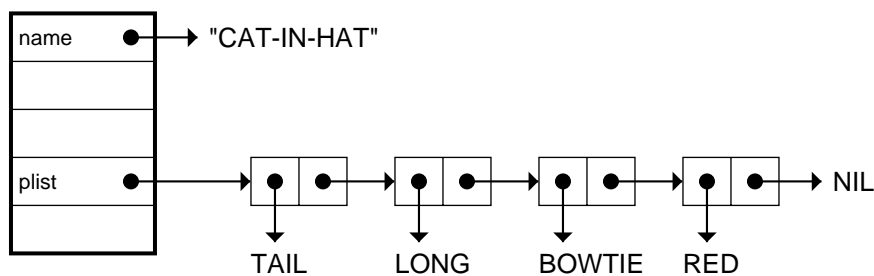 name "CAT-IN-HAT"
plist NIL
TAIL LONG BOWTIE RED